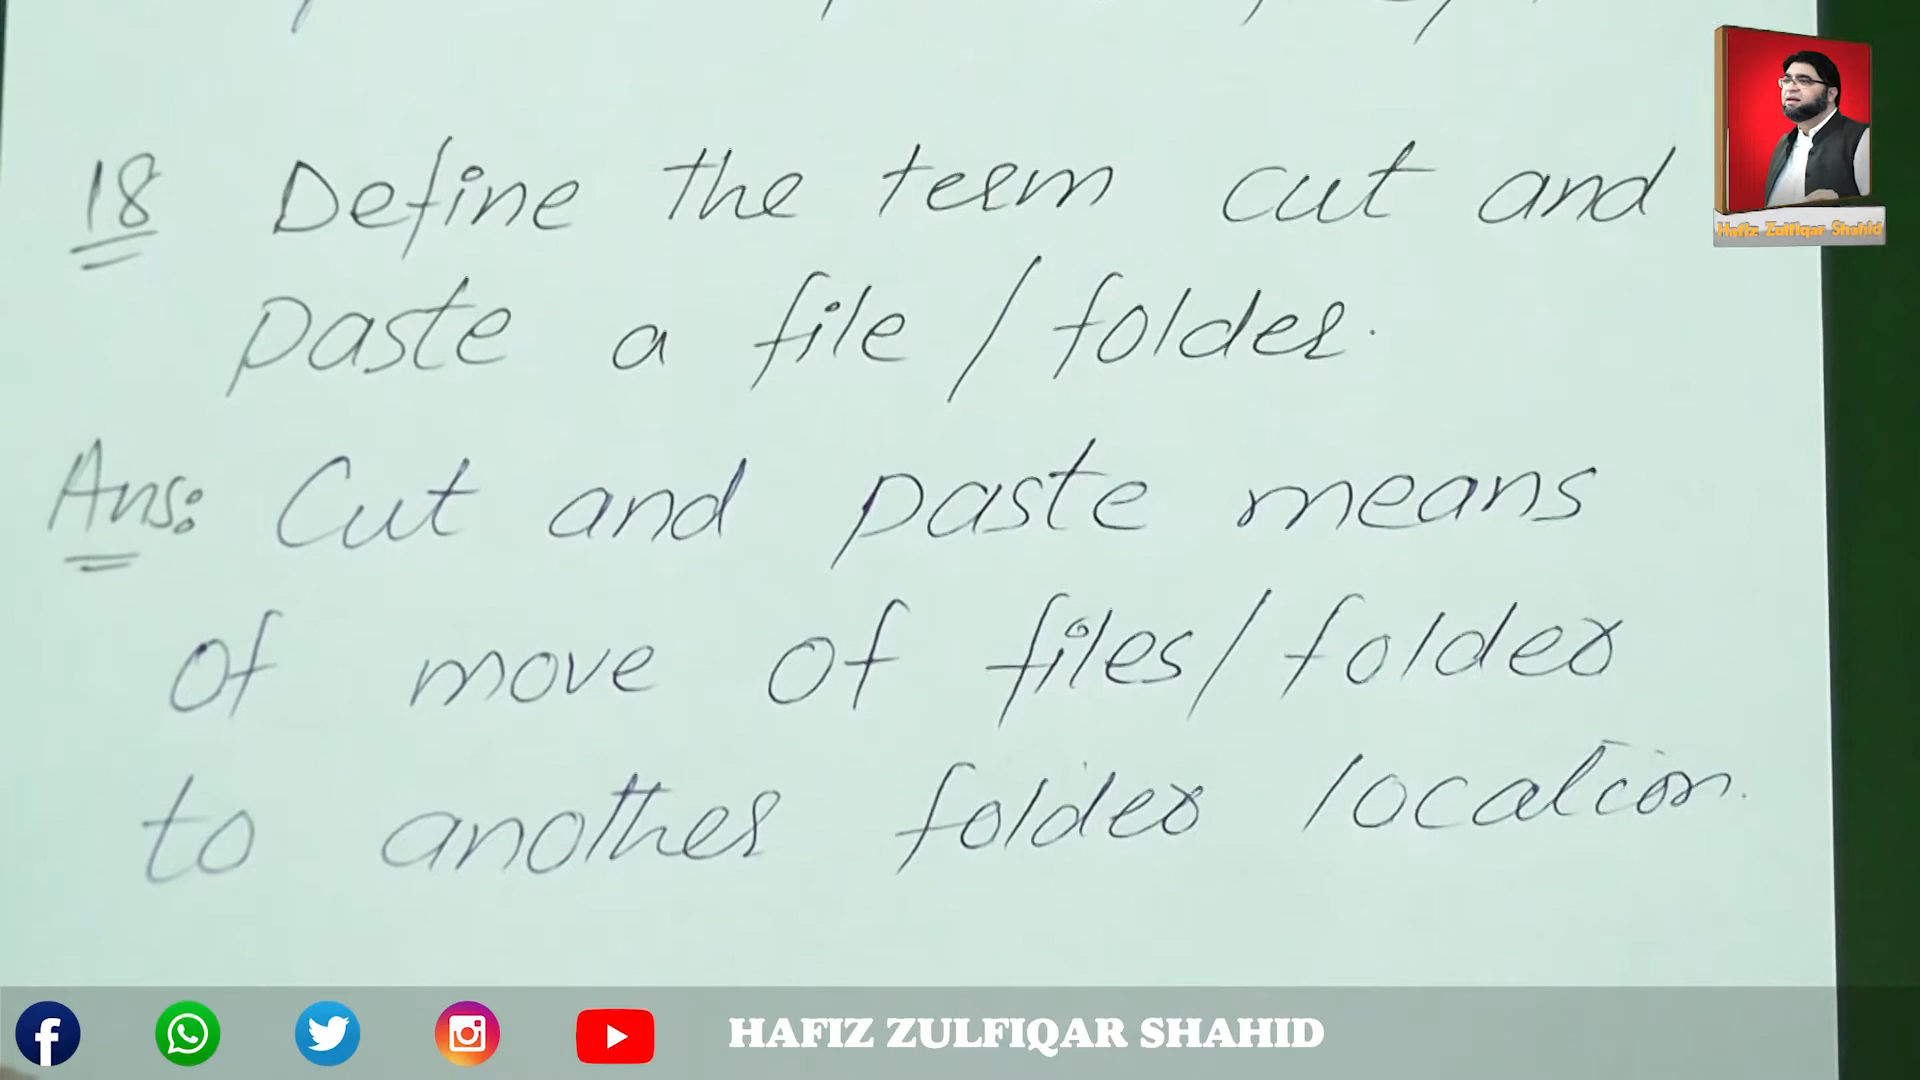 Hafiz Zulfiqar Shahid
18 Define the term cut and
paste a file / folder.
Ans: Cut and paste means
of move of files / folder
to another folder location.
HAFIZ ZULFIQAR SHAHID